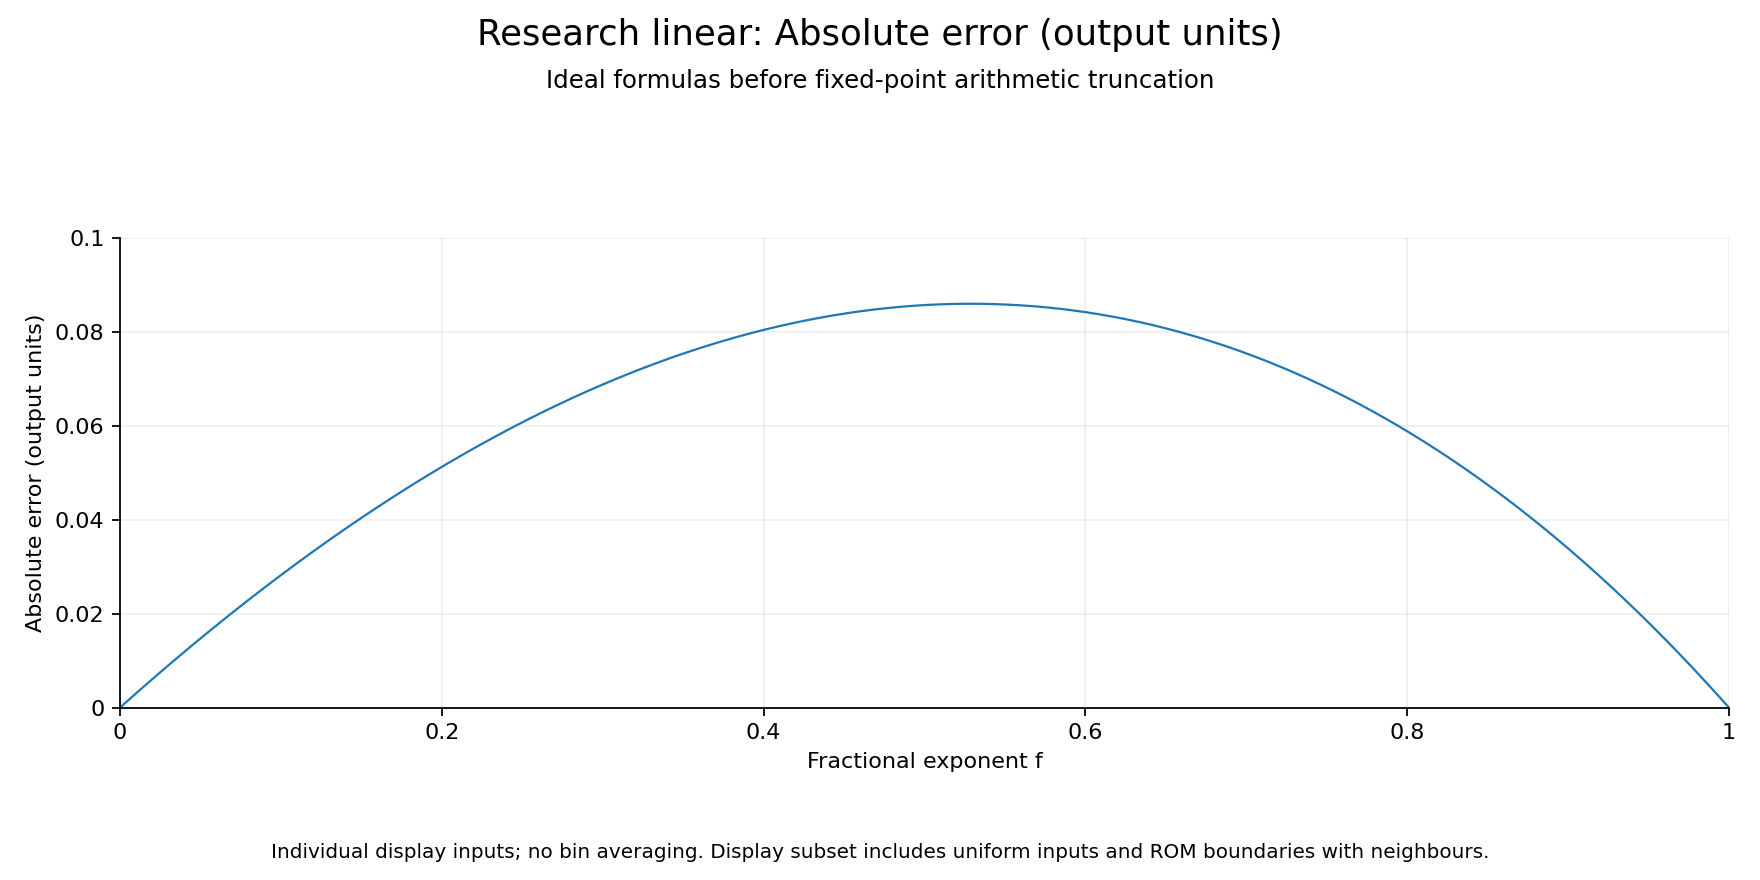 Research linear: Absolute error (output units)
Ideal formulas before fixed-point arithmetic truncation
Absolute error (output units)
0.1
0.08
0.06
0.04
0.02
0
0 0.2 0.4 0.6 0.8 1
Fractional exponent f
Individual display inputs; no bin averaging. Display subset includes uniform inputs and ROM boundaries with neighbours.